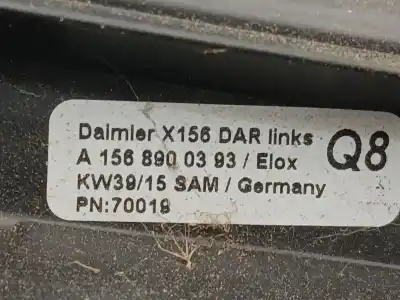 Daimler X156 DAR links
A 156 890 03 93 / Elox
KW39/15 SAM / Germany
PN:70019
Q8